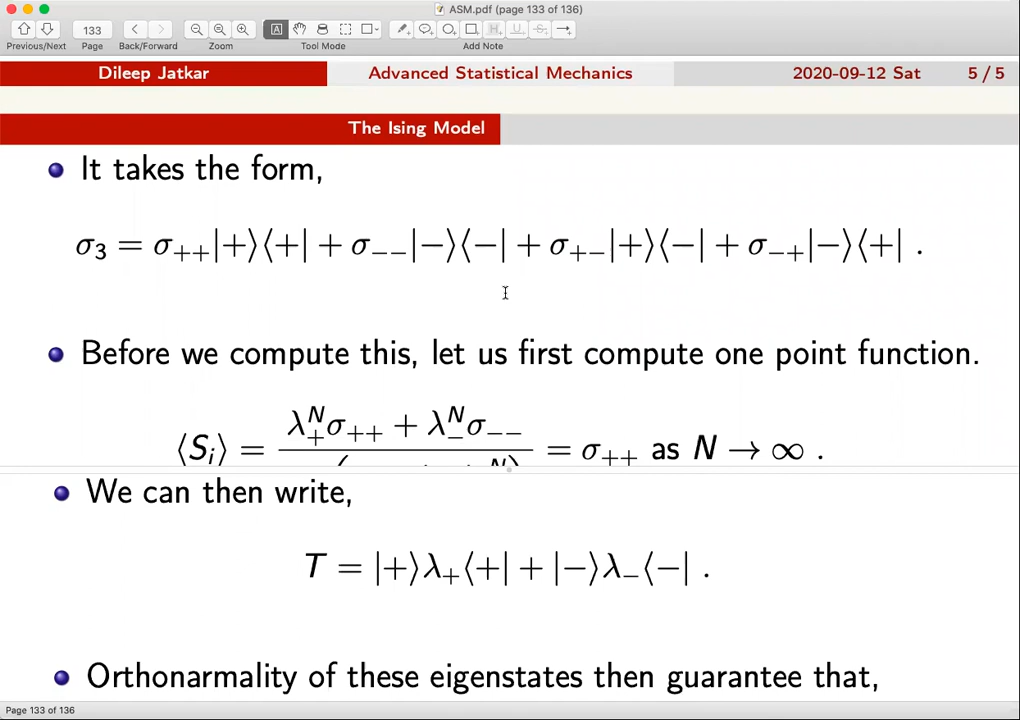 ASM.pdf (page 133 of 136)
133
Previous/Next Page Back/Forward Zoom Tool Mode Add Note
Dileep Jatkar Advanced Statistical Mechanics 2020-09-12 Sat 5 / 5
The Ising Model
It takes the form,
σ₃ = σ₊₊|+⟩⟨+| + σ₋₋|−⟩⟨−| + σ₊₋|+⟩⟨−| + σ₋₊|−⟩⟨+| .
Before we compute this, let us first compute one point function.
λ₊ᴺσ₊₊ + λ₋ᴺσ₋₋
⟨Sᵢ⟩ = = σ₊₊ as N → ∞ .
We can then write,
T = |+⟩λ₊⟨+| + |−⟩λ₋⟨−| .
Orthonarmality of these eigenstates then guarantee that,
Page 133 of 136